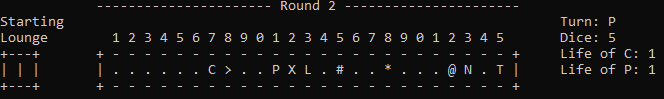 --------------------- Round 2 ---------------------
Starting Turn: P
Lounge 1 2 3 4 5 6 7 8 9 0 1 2 3 4 5 6 7 8 9 0 1 2 3 4 5 Dice: 5
+---+ + - - - - - - - - - - - - - - - - - - - - - - - - - + Life of C: 1
| | | |. . . . . . C > . . P X L . # . . * . . . @ N . T | Life of P: 1
+---+ + - - - - - - - - - - - - - - - - - - - - - - - - - +